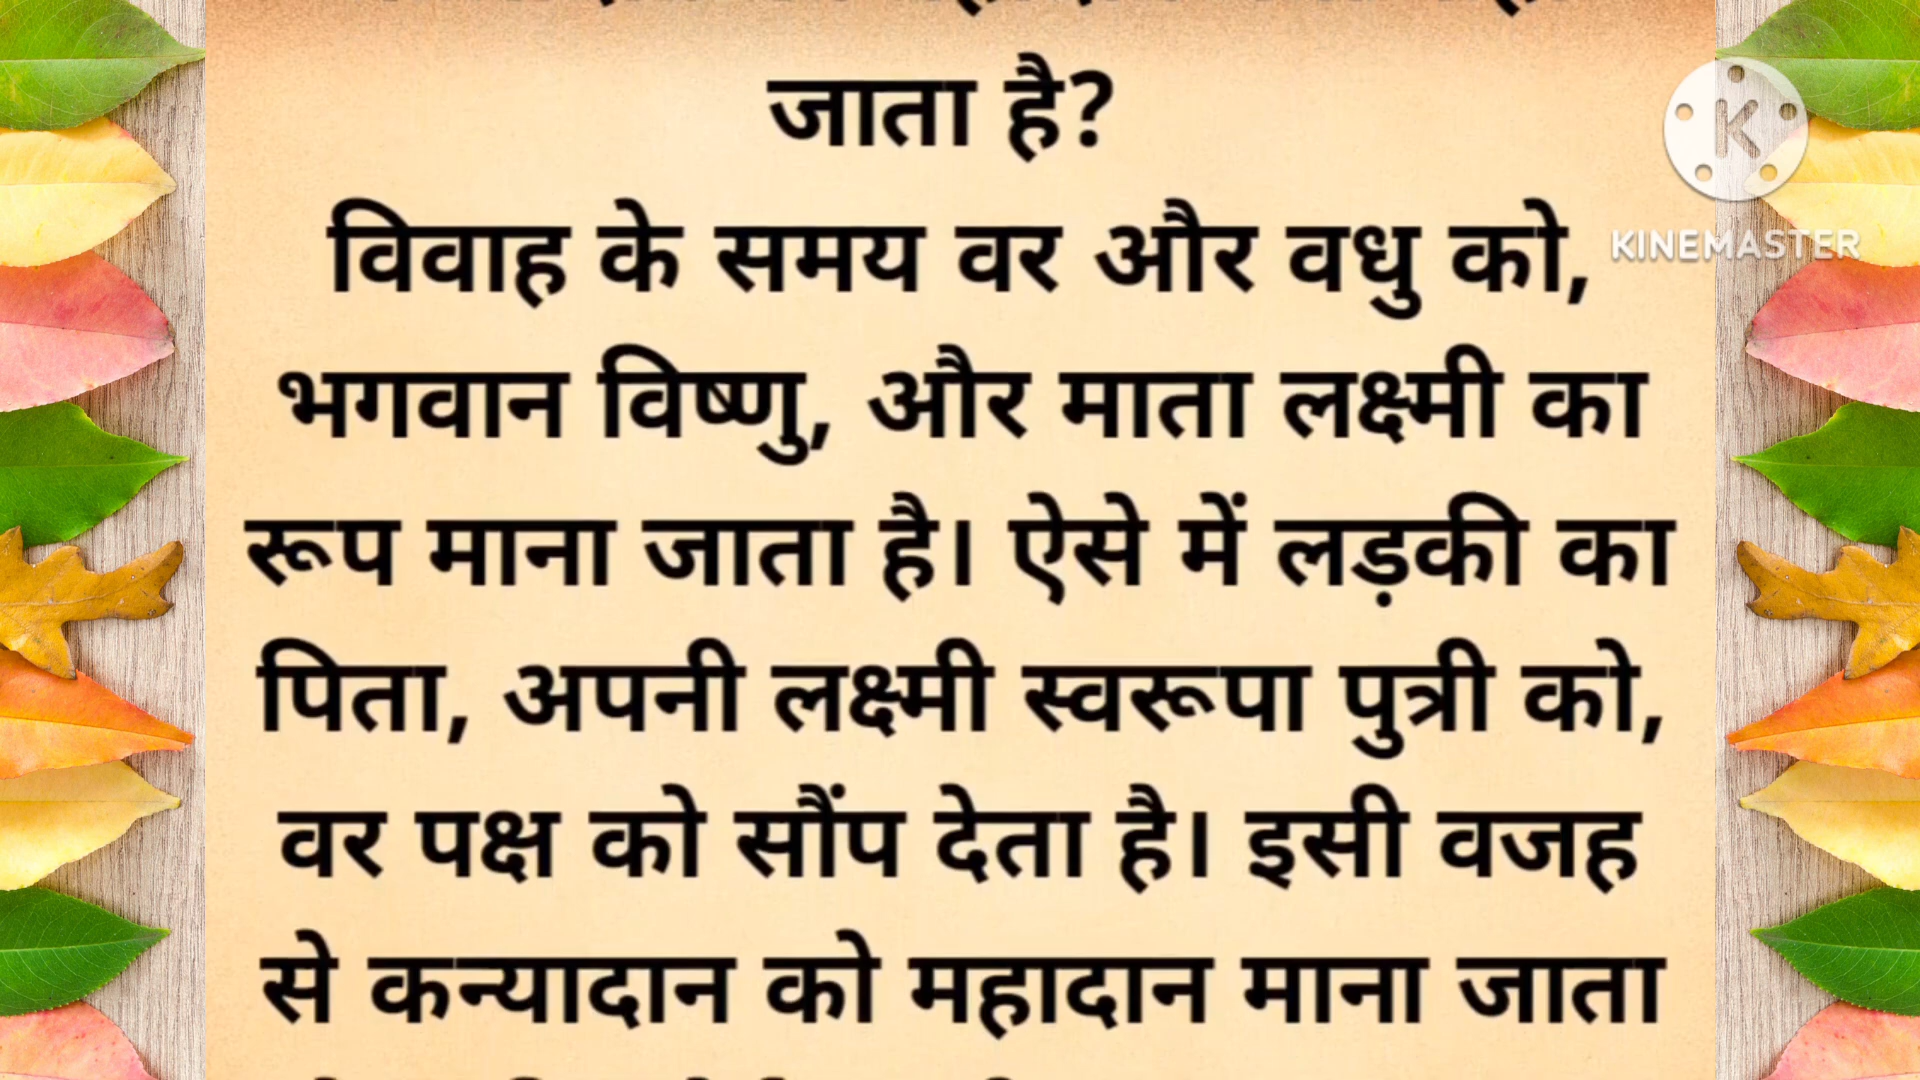 जाता है?
विवाह के समय वर और वधु को,
भगवान विष्णु, और माता लक्ष्मी का
रूप माना जाता है। ऐसे में लड़की का
पिता, अपनी लक्ष्मी स्वरूपा पुत्री को,
वर पक्ष को सौंप देता है। इसी वजह
से कन्यादान को महादान माना जाता
KINEMASTER